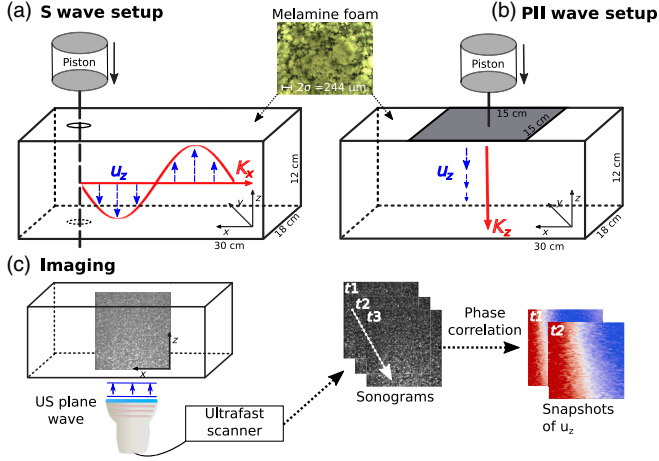 (a) S wave setup
Melamine foam
(b) PII wave setup
Piston
2σ =244 μm
Piston
15 cm
15 cm
u_z
K_x
12 cm
z
y
x
18 cm
30 cm
u_z
K_z
12 cm
z
y
x
18 cm
30 cm
(c) Imaging
z
x
US plane
wave
Ultrafast
scanner
t1
t2
t3
Sonograms
Phase
correlation
t1
t2
Snapshots
of u_z